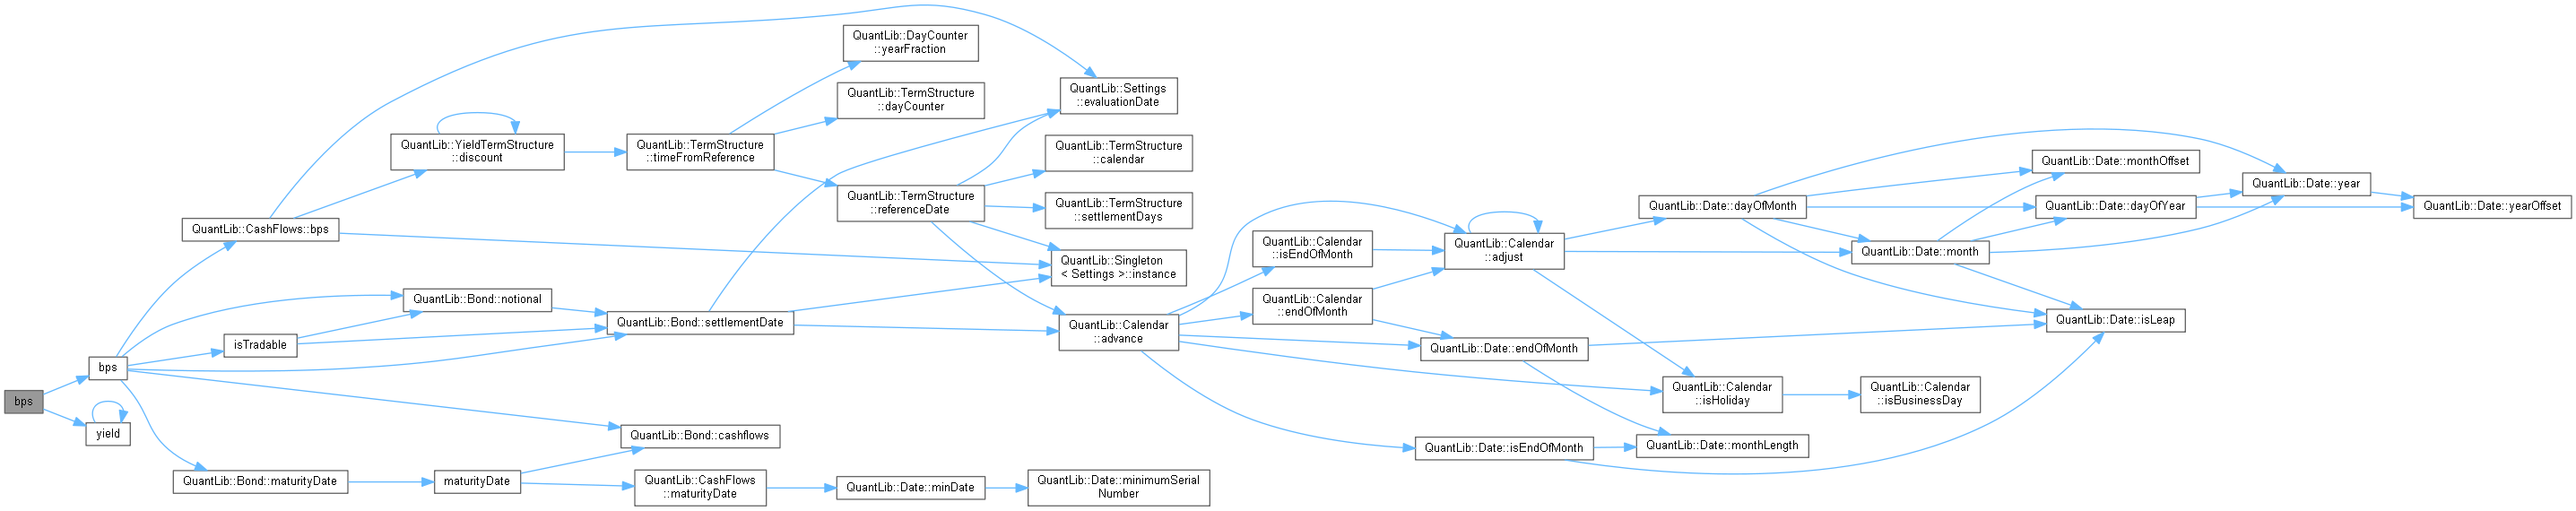 bps
bps
yield
QuantLib::CashFlows::bps
isTradable
QuantLib::Bond::maturityDate
QuantLib::YieldTermStructure
::discount
QuantLib::Bond::notional
maturityDate
QuantLib::TermStructure
::timeFromReference
QuantLib::Bond::settlementDate
QuantLib::Bond::cashflows
QuantLib::CashFlows
::maturityDate
QuantLib::DayCounter
::yearFraction
QuantLib::TermStructure
::dayCounter
QuantLib::TermStructure
::referenceDate
QuantLib::Date::minDate
QuantLib::Settings
::evaluationDate
QuantLib::TermStructure
::calendar
QuantLib::TermStructure
::settlementDays
QuantLib::Singleton
< Settings >::instance
QuantLib::Calendar
::advance
QuantLib::Date::minimumSerial
Number
QuantLib::Calendar
::isEndOfMonth
QuantLib::Calendar
::endOfMonth
QuantLib::Calendar
::adjust
QuantLib::Date::endOfMonth
QuantLib::Date::isEndOfMonth
QuantLib::Date::dayOfMonth
QuantLib::Calendar
::isHoliday
QuantLib::Date::monthLength
QuantLib::Date::month
QuantLib::Calendar
::isBusinessDay
QuantLib::Date::monthOffset
QuantLib::Date::dayOfYear
QuantLib::Date::isLeap
QuantLib::Date::year
QuantLib::Date::yearOffset